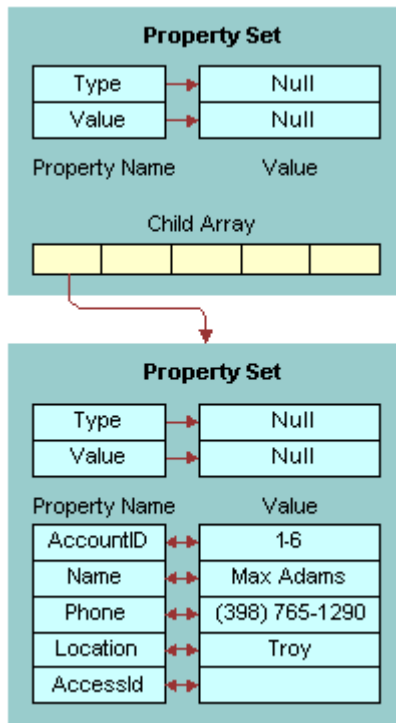 Property Set
Type Null
Value Null
Property Name Value
Child Array
Property Set
Type Null
Value Null
Property Name Value
AccountID 1-6
Name Max Adams
Phone (398) 765-1290
Location Troy
AccessId